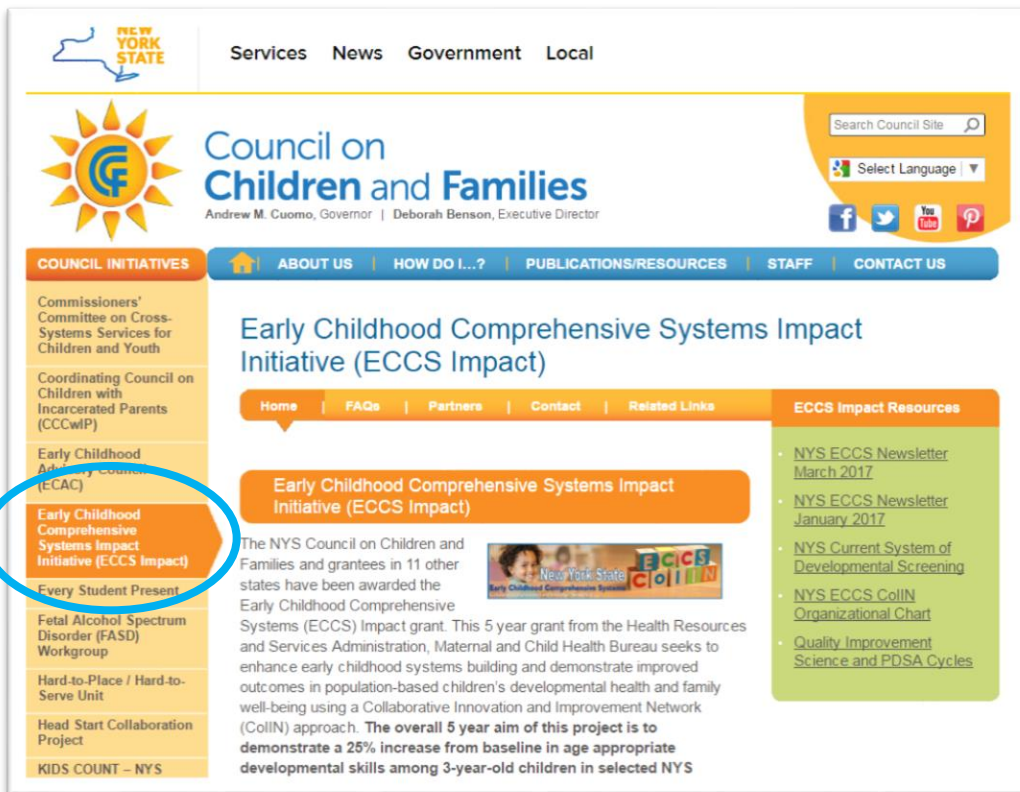 NEW
YORK
STATE
Services News Government Local
CCF
Council on
Children and Families
Andrew M. Cuomo, Governor | Deborah Benson, Executive Director
Search Council Site
Select Language
f
You
Tube
COUNCIL INITIATIVES
ABOUT US | HOW DO I...? | PUBLICATIONS/RESOURCES | STAFF | CONTACT US
Commissioners'
Committee on Cross-
Systems Services for
Children and Youth
Coordinating Council on
Children with
Incarcerated Parents
(CCCwIP)
Early Childhood
Advisory Council
(ECAC)
Early Childhood
Comprehensive
Systems Impact
Initiative (ECCS Impact)
Every Student Present
Fetal Alcohol Spectrum
Disorder (FASD)
Workgroup
Hard-to-Place / Hard-to-
Serve Unit
Head Start Collaboration
Project
KIDS COUNT – NYS
Early Childhood Comprehensive Systems Impact
Initiative (ECCS Impact)
Home | FAQs | Partners | Contact | Related Links
Early Childhood Comprehensive Systems Impact
Initiative (ECCS Impact)
The NYS Council on Children and
Families and grantees in 11 other
states have been awarded the
Early Childhood Comprehensive
Systems (ECCS) Impact grant. This 5 year grant from the Health Resources
and Services Administration, Maternal and Child Health Bureau seeks to
enhance early childhood systems building and demonstrate improved
outcomes in population-based children's developmental health and family
well-being using a Collaborative Innovation and Improvement Network
(CoIIN) approach. The overall 5 year aim of this project is to
demonstrate a 25% increase from baseline in age appropriate
developmental skills among 3-year-old children in selected NYS
New York State
Early Childhood Comprehensive Systems
ECCS
CoIIN
ECCS Impact Resources
NYS ECCS Newsletter
March 2017
NYS ECCS Newsletter
January 2017
NYS Current System of
Developmental Screening
NYS ECCS CoIIN
Organizational Chart
Quality Improvement
Science and PDSA Cycles